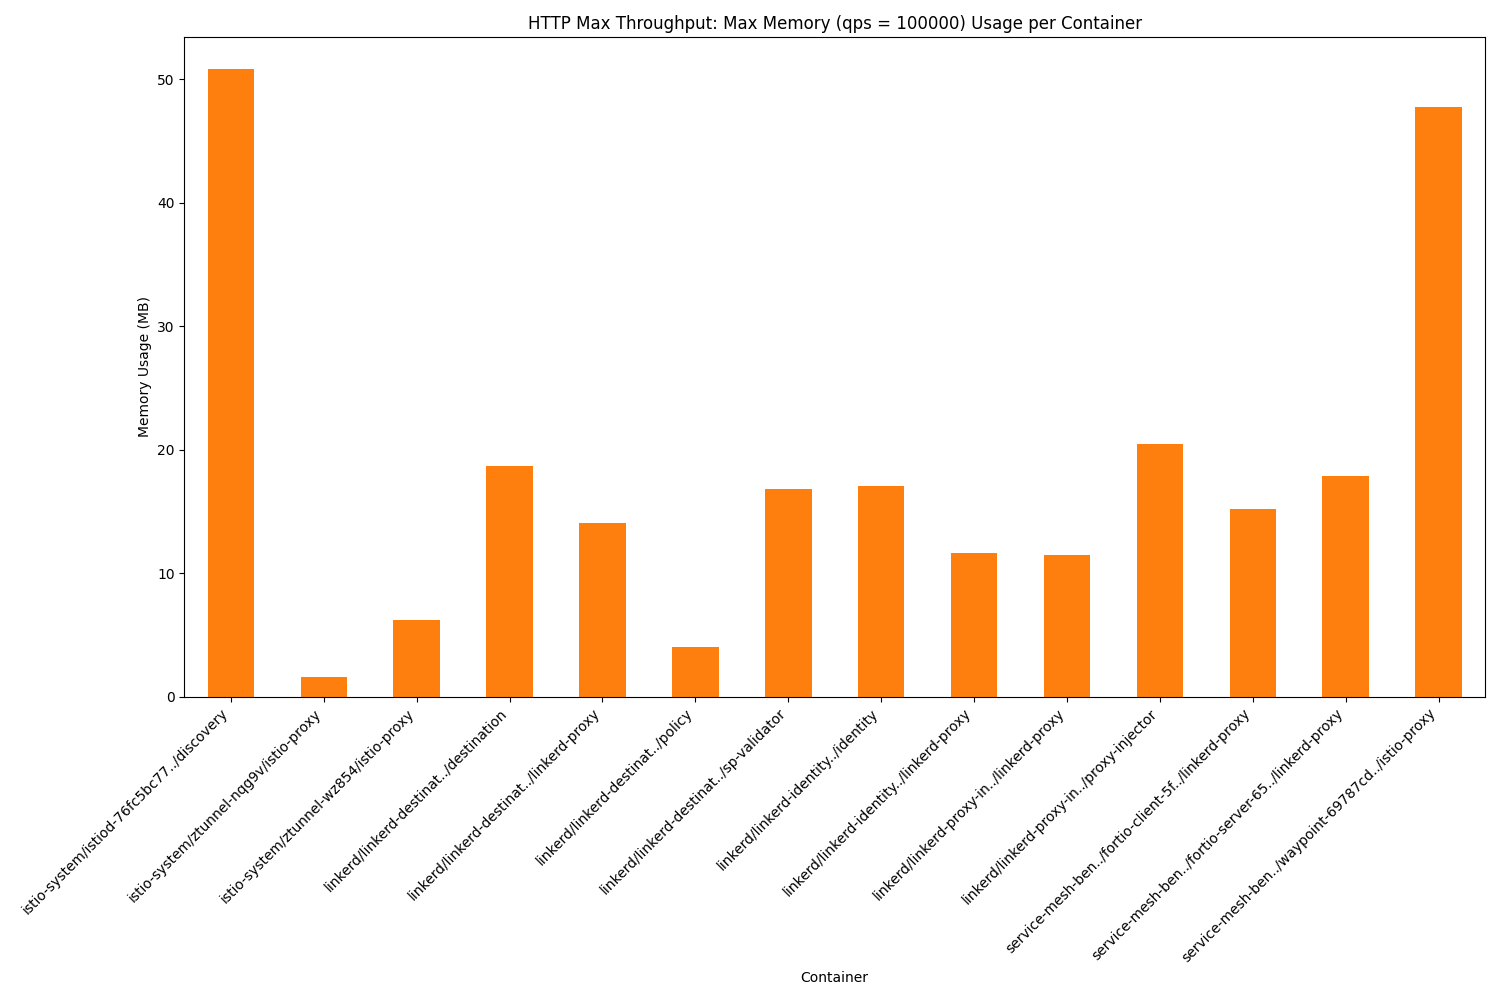 HTTP Max Throughput: Max Memory (qps = 100000) Usage per Container
Memory Usage (MB)
50
40
30
20
10
0
istio-system/istiod-76fc5bc77../discovery
istio-system/ztunnel-nqg9v/istio-proxy
istio-system/ztunnel-wz854/istio-proxy
linkerd/linkerd-destinat../destination
linkerd/linkerd-destinat../linkerd-proxy
linkerd/linkerd-destinat../policy
linkerd/linkerd-destinat../sp-validator
linkerd/linkerd-identity../identity
linkerd/linkerd-identity../linkerd-proxy
linkerd/linkerd-proxy-in../linkerd-proxy
linkerd/linkerd-proxy-in../proxy-injector
service-mesh-ben../fortio-client-5f../linkerd-proxy
service-mesh-ben../fortio-server-65../linkerd-proxy
service-mesh-ben../waypoint-69787cd../istio-proxy
Container